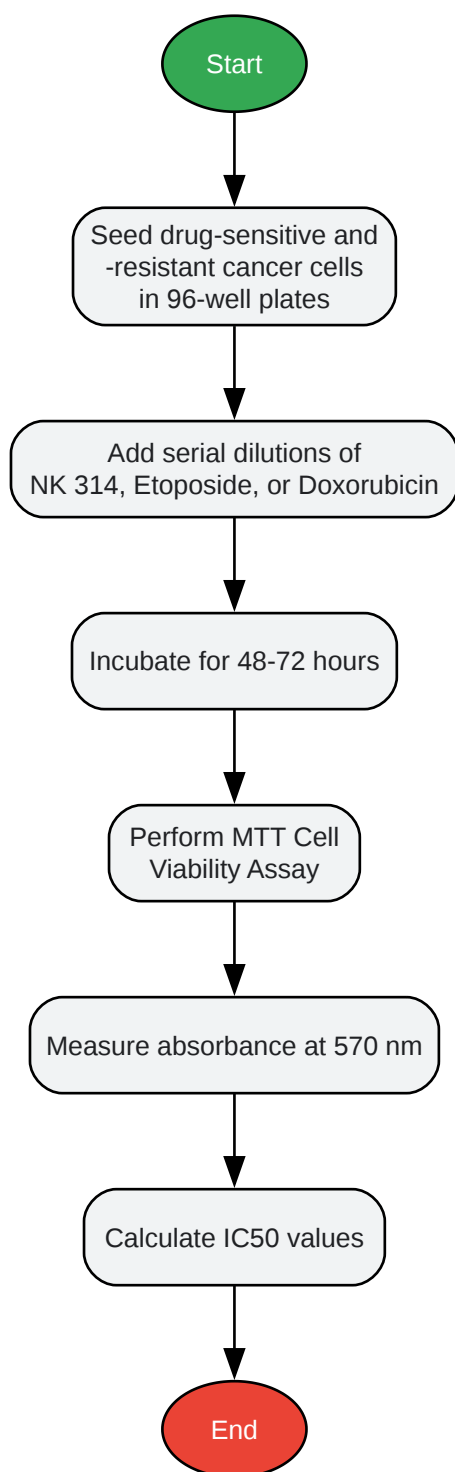 Start
Seed drug-sensitive and
-resistant cancer cells
in 96-well plates
Add serial dilutions of
NK 314, Etoposide, or Doxorubicin
Incubate for 48-72 hours
Perform MTT Cell
Viability Assay
Measure absorbance at 570 nm
Calculate IC50 values
End